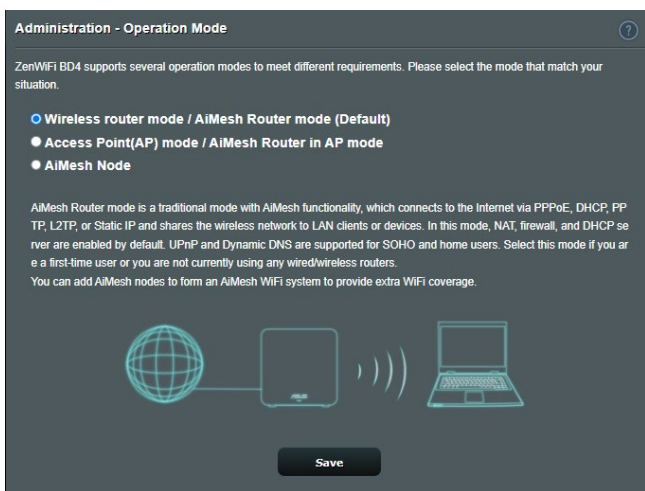 Administration - Operation Mode
?
ZenWiFi BD4 supports several operation modes to meet different requirements. Please select the mode that match your
situation.
Wireless router mode / AiMesh Router mode (Default)
Access Point(AP) mode / AiMesh Router in AP mode
AiMesh Node
AiMesh Router mode is a traditional mode with AiMesh functionality, which connects to the Internet via PPPoE, DHCP, PP
TP, L2TP, or Static IP and shares the wireless network to LAN clients or devices. In this mode, NAT, firewall, and DHCP se
rver are enabled by default. UPnP and Dynamic DNS are supported for SOHO and home users. Select this mode if you ar
e a first-time user or you are not currently using any wired/wireless routers.
You can add AiMesh nodes to form an AiMesh WiFi system to provide extra WiFi coverage.
ASUS
Save